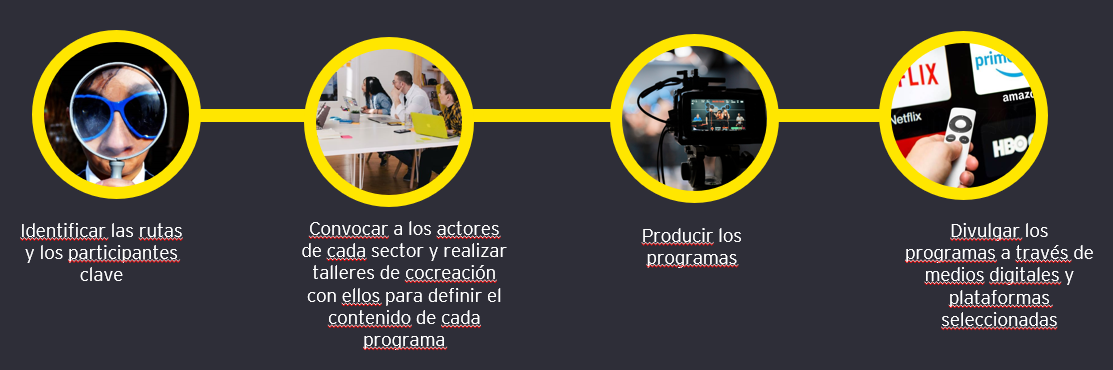 FLIX
Netflix
prim
amazo
HBO
Identificar las rutas
y los participantes
clave
Convocar a los actores
de cada sector y realizar
talleres de cocreación
con ellos para definir el
contenido de cada
programa
Producir los
programas
Divulgar los
programas a través de
medios digitales y
plataformas
seleccionadas